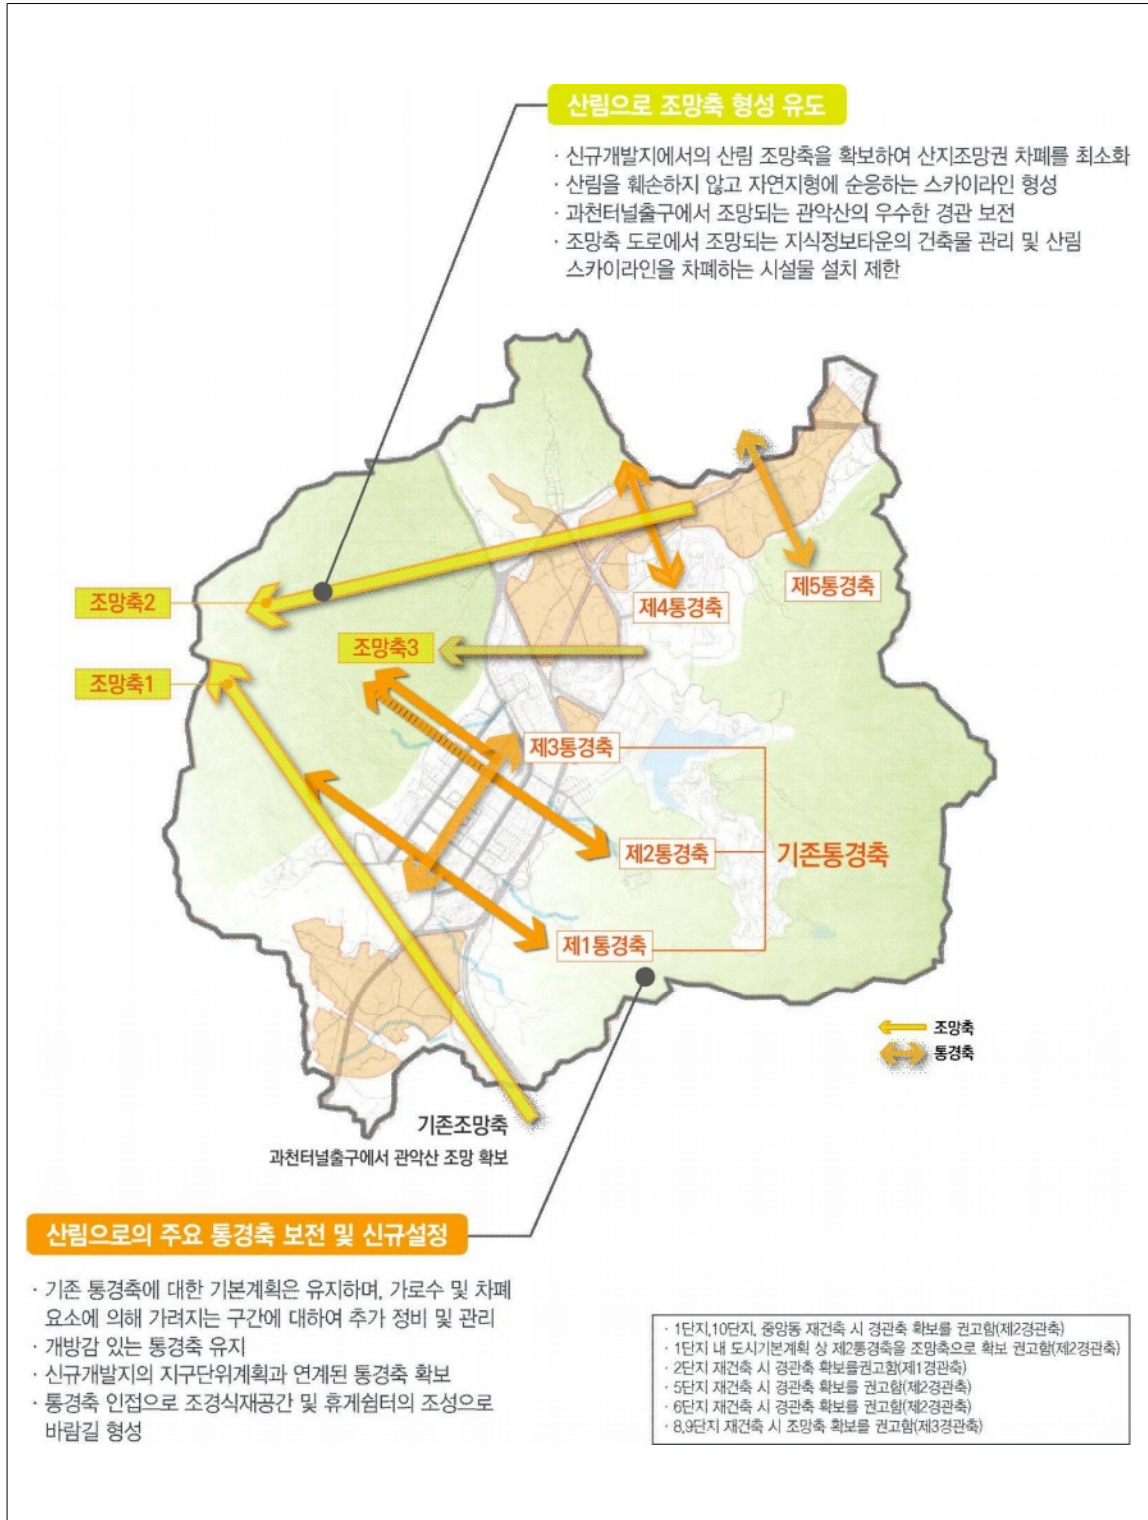 산림으로 조망축 형성 유도
· 신규개발지에서의 산림 조망축을 확보하여 산지조망권 차폐를 최소화
· 산림을 훼손하지 않고 자연지형에 순응하는 스카이라인 형성
· 과천터널출구에서 조망되는 관악산의 우수한 경관 보전
· 조망축 도로에서 조망되는 지식정보타운의 건축물 관리 및 산림
스카이라인을 차폐하는 시설물 설치 제한
제5통경축
조망축2
제4통경축
조망축3
조망축1
제3통경축
제2통경축
기존통경축
제1통경축
조망축
통경축
기존조망축
과천터널출구에서 관악산 조망 확보
산림으로의 주요 통경축 보전 및 신규설정
· 기존 통경축에 대한 기본계획은 유지하며, 가로수 및 차폐
요소에 의해 가려지는 구간에 대하여 추가 정비 및 관리
· 개방감 있는 통경축 유지
· 신규개발지의 지구단위계획과 연계된 통경축 확보
· 통경축 인접으로 조경식재공간 및 휴게쉼터의 조성으로
바람길 형성
· 1단지,10단지, 중앙동 재건축 시 경관축 확보를 권고함(제2경관축)
· 1단지 내 도시기본계획 상 제2통경축을 조망축으로 확보 권고함(제2경관축)
· 2단지 재건축 시 경관축 확보를권고함(제1경관축)
· 5단지 재건축 시 경관축 확보를 권고함(제2경관축)
· 6단지 재건축 시 경관축 확보를 권고함(제2경관축)
· 8,9단지 재건축 시 조망축 확보를 권고함(제3경관축)